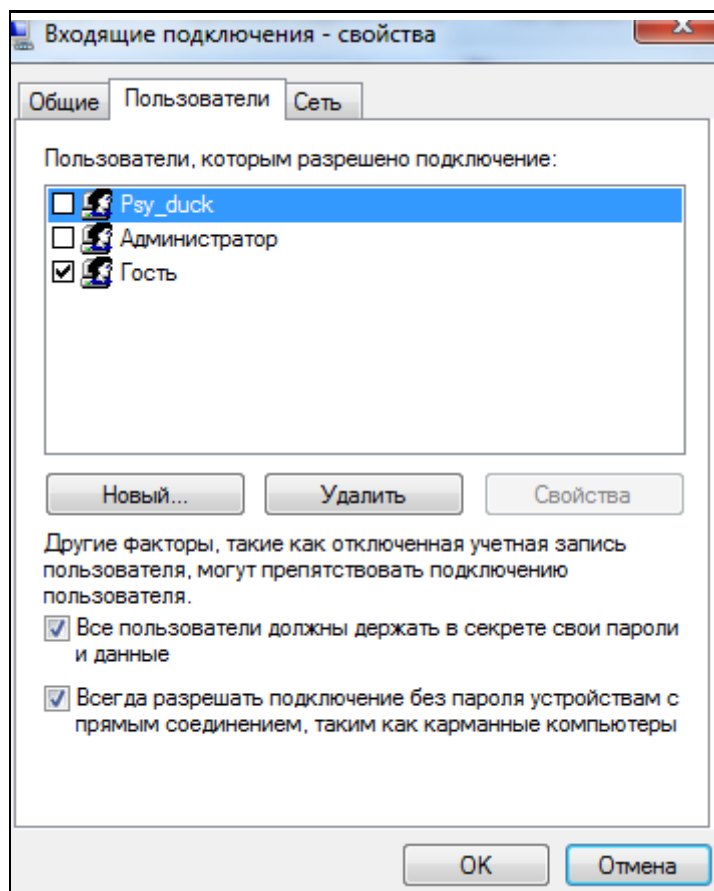 Входящие подключения - свойства
Общие Пользователи Сеть
Пользователи, которым разрешено подключение:
Psy_duck
Администратор
Гость
Новый... Удалить Свойства
Другие факторы, такие как отключенная учетная запись
пользователя, могут препятствовать подключению
пользователя.
Все пользователи должны держать в секрете свои пароли
и данные
Всегда разрешать подключение без пароля устройствам с
прямым соединением, таким как карманные компьютеры
ОК Отмена